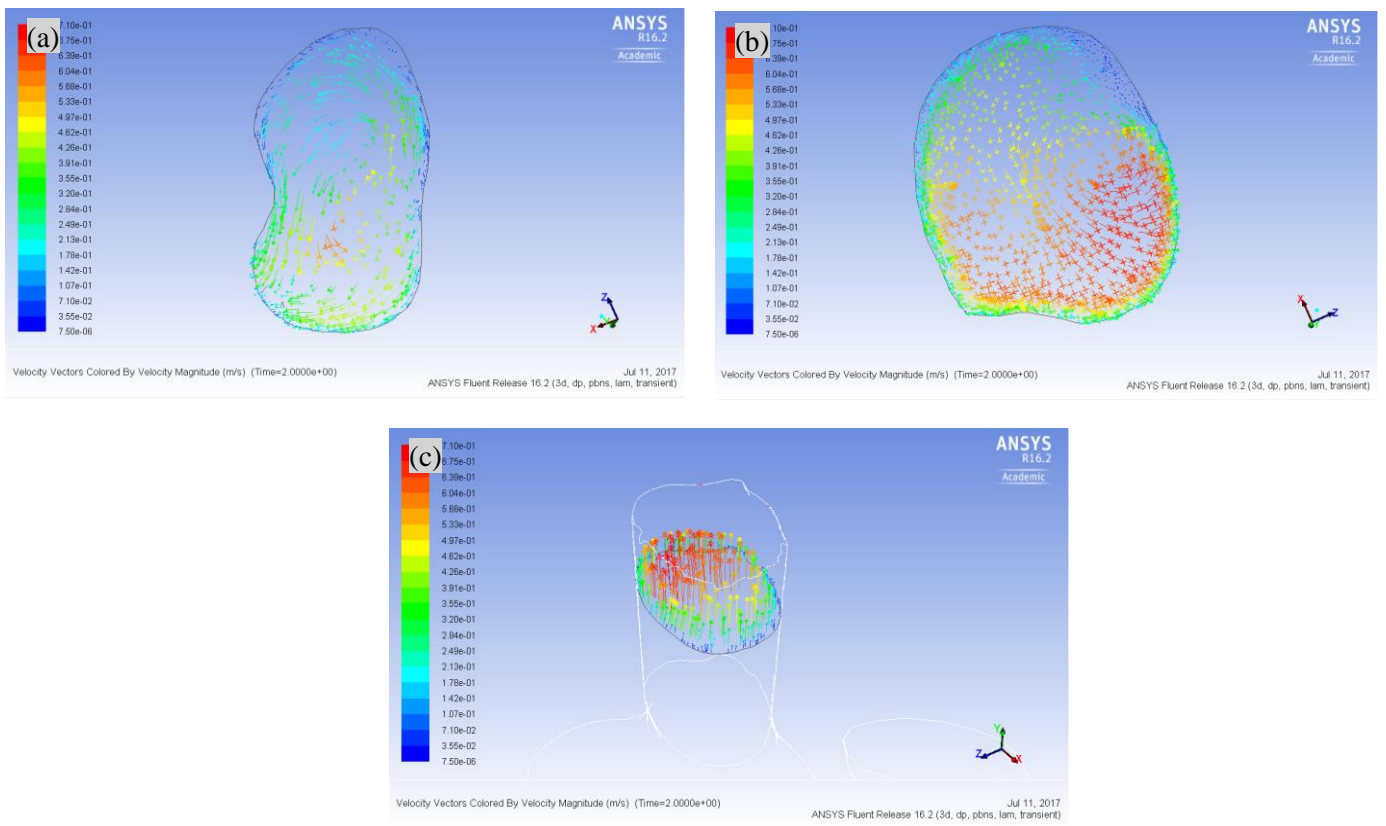 (a)
7.10e-01
6.75e-01
6.39e-01
6.04e-01
5.68e-01
5.33e-01
4.97e-01
4.62e-01
4.26e-01
3.91e-01
3.55e-01
3.20e-01
2.84e-01
2.49e-01
2.13e-01
1.78e-01
1.42e-01
1.07e-01
7.10e-02
3.55e-02
7.50e-06
ANSYS
R16.2
Academic
Z
X
Velocity Vectors Colored By Velocity Magnitude (m/s) (Time=2.0000e+00)
Jul 11, 2017
ANSYS Fluent Release 16.2 (3d, dp, pbns, lam, transient)
(b)
7.10e-01
6.75e-01
6.39e-01
6.04e-01
5.68e-01
5.33e-01
4.97e-01
4.62e-01
4.26e-01
3.91e-01
3.55e-01
3.20e-01
2.84e-01
2.49e-01
2.13e-01
1.78e-01
1.42e-01
1.07e-01
7.10e-02
3.55e-02
7.50e-06
ANSYS
R16.2
Academic
X
Z
Y
Velocity Vectors Colored By Velocity Magnitude (m/s) (Time=2.0000e+00)
Jul 11, 2017
ANSYS Fluent Release 16.2 (3d, dp, pbns, lam, transient)
(c)
7.10e-01
6.75e-01
6.39e-01
6.04e-01
5.68e-01
5.33e-01
4.97e-01
4.62e-01
4.26e-01
3.91e-01
3.55e-01
3.20e-01
2.84e-01
2.49e-01
2.13e-01
1.78e-01
1.42e-01
1.07e-01
7.10e-02
3.55e-02
7.50e-06
ANSYS
R16.2
Academic
Y
Z
X
Velocity Vectors Colored By Velocity Magnitude (m/s) (Time=2.0000e+00)
Jul 11, 2017
ANSYS Fluent Release 16.2 (3d, dp, pbns, lam, transient)